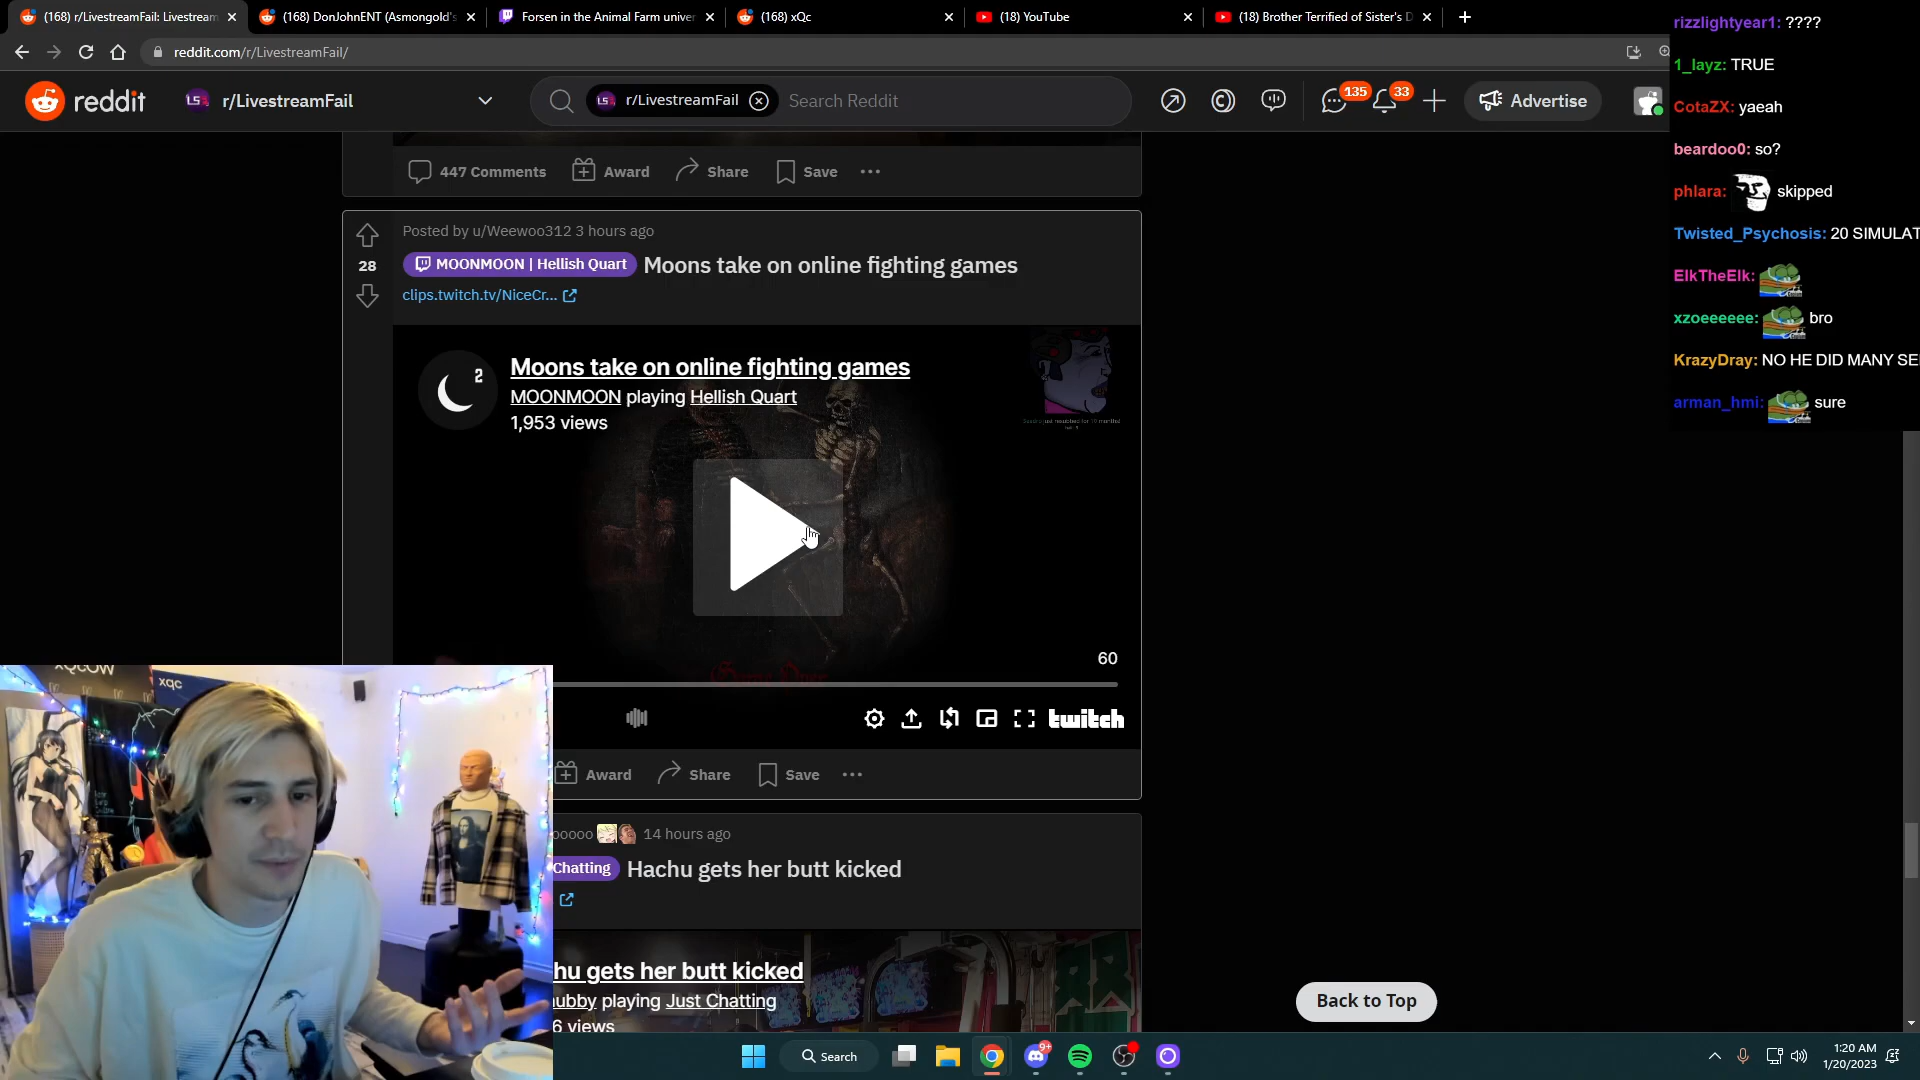 (168) r/LivestreamFail: Livestream
(168) DonJohnENT (Asmongold's
Forsen in the Animal Farm univer
(168) xQc
(18) YouTube
(18) Brother Terrified of Sister's D
reddit.com/r/LivestreamFail/
reddit
r/LivestreamFail
r/LivestreamFail
Search Reddit
135
33
Advertise
rizzlightyear1: ????
1_layz: TRUE
CotaZX: yaeah
beardoo0: so?
phlara: skipped
Twisted_Psychosis: 20 SIMULAT
ElkTheElk:
xzoeeeeee: bro
KrazyDray: NO HE DID MANY SE
arman_hmi: sure
447 Comments
Award
Share
Save
Posted by u/Weewoo312 3 hours ago
28
MOONMOON | Hellish Quart
Moons take on online fighting games
clips.twitch.tv/NiceCr...
2
Moons take on online fighting games
MOONMOON playing Hellish Quart
1,953 views
60
twitch
Award
Share
Save
ooooo
14 hours ago
Chatting
Hachu gets her butt kicked
hu gets her butt kicked
ubby playing Just Chatting
6 views
Back to Top
xQcOW
xqc
Search
9+
1:20 AM
1/20/2023